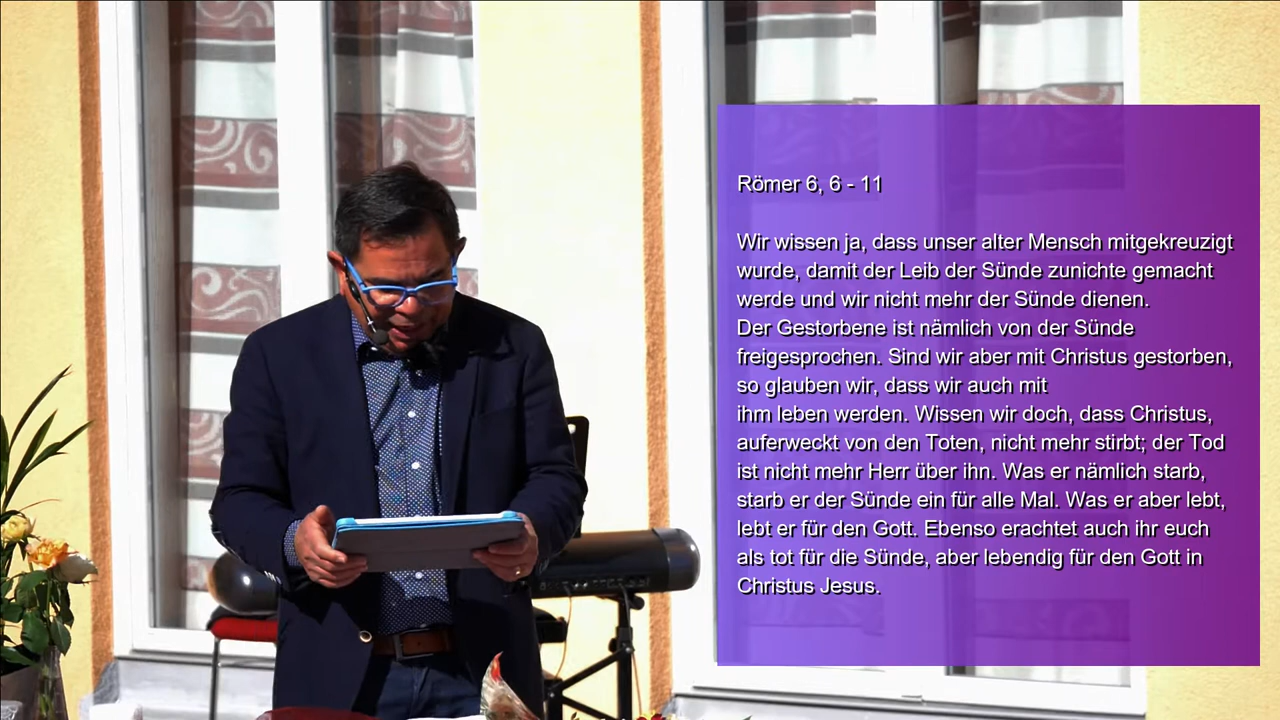 Römer 6, 6 - 11
Wir wissen ja, dass unser alter Mensch mitgekreuzigt
wurde, damit der Leib der Sünde zunichte gemacht
werde und wir nicht mehr der Sünde dienen.
Der Gestorbene ist nämlich von der Sünde
freigesprochen. Sind wir aber mit Christus gestorben,
so glauben wir, dass wir auch mit
ihm leben werden. Wissen wir doch, dass Christus,
auferweckt von den Toten, nicht mehr stirbt; der Tod
ist nicht mehr Herr über ihn. Was er nämlich starb,
starb er der Sünde ein für alle Mal. Was er aber lebt,
lebt er für den Gott. Ebenso erachtet auch ihr euch
als tot für die Sünde, aber lebendig für den Gott in
Christus Jesus.